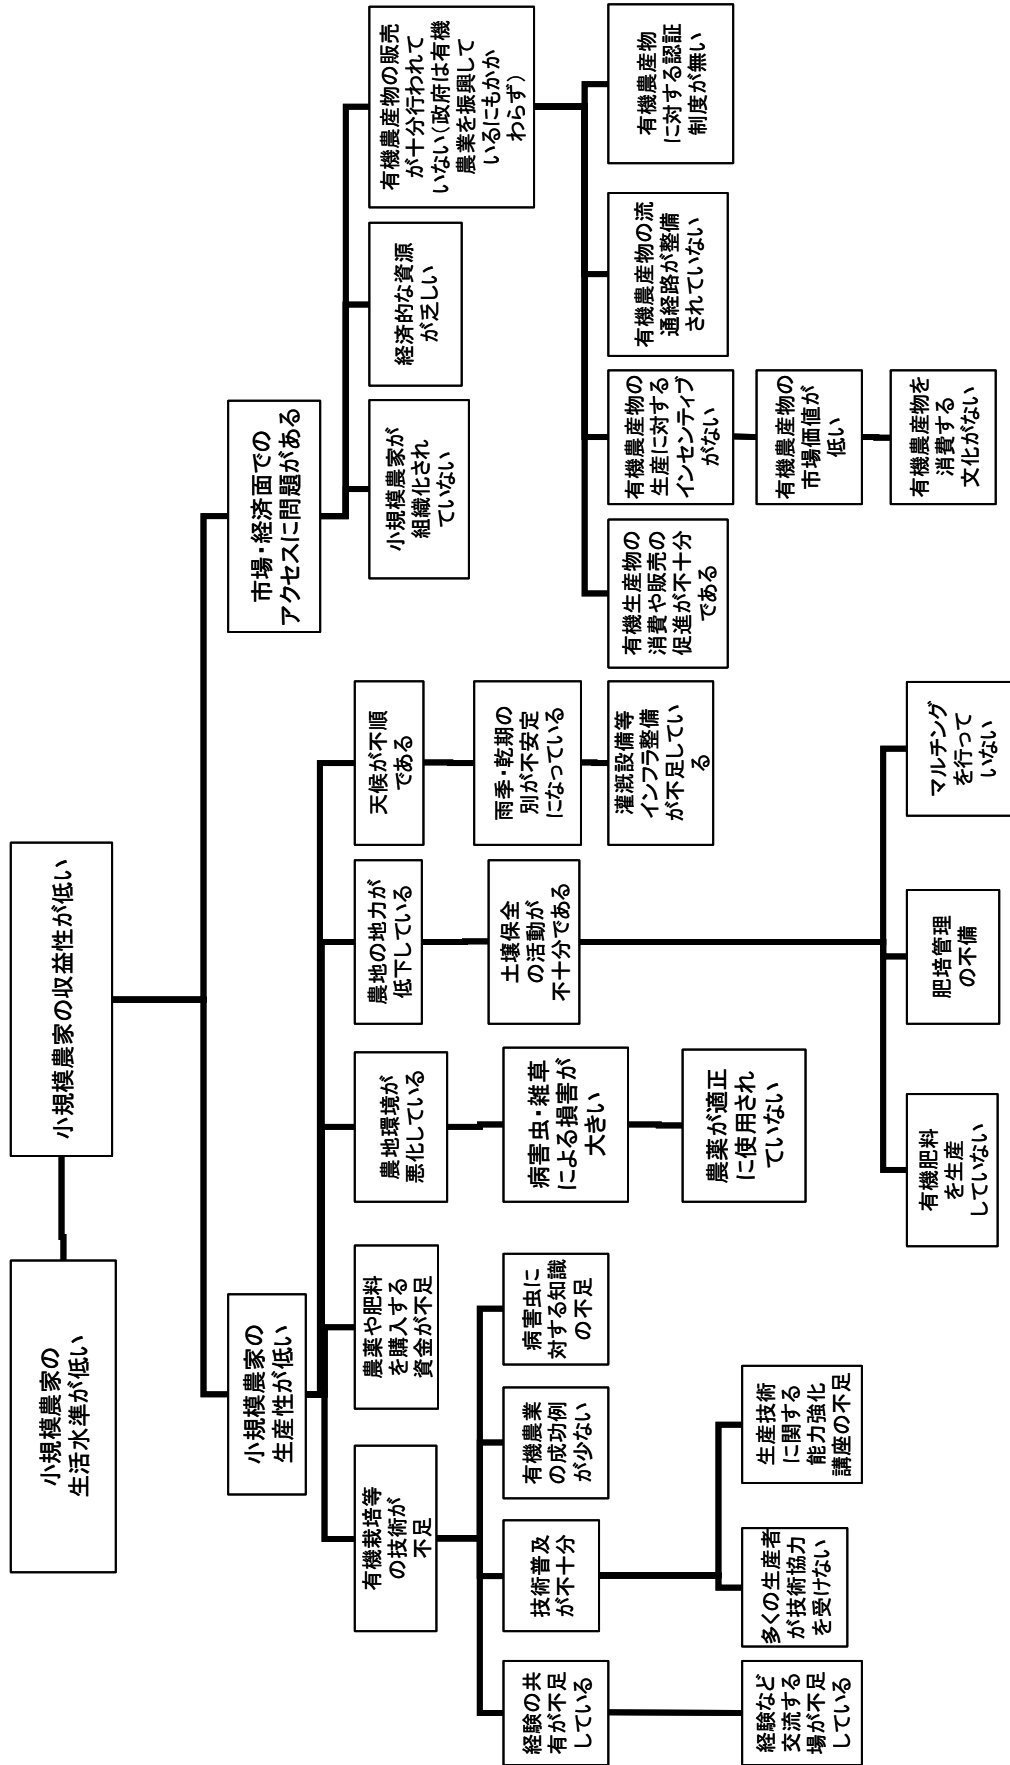 小規模農家の
生活水準が低い
小規模農家の収益性が低い
小規模農家の
生産性が低い
市場・経済面での
アクセスに問題がある
有機栽培等
の技術が
不足
農薬や肥料
を購入する
資金が不足
農地環境が
悪化している
農地の地力が
低下している
天候が不順
である
小規模農家が
組織化され
ていない
経済的な資源
が乏しい
有機農産物の販売
が十分行われて
いない（政府は有機
農業を振興して
いるにもかか
わらず）
経験の共
有が不足
している
技術普及
が不十分
有機農業
の成功例
が少ない
病害虫に
対する知識
の不足
病害虫・雑草
による損害が
大きい
土壌保全
の活動が
不十分である
雨季・乾期の
別が不安定
になっている
有機生産物の
消費や販売の
促進が不十分
である
有機農産物の
生産に対する
インセンティブ
がない
有機農産物の流
通経路が整備
されていない
有機農産物
に対する認証
制度が無い
経験など
交流する
場が不足
している
多くの生産者
が技術協力
を受けない
生産技術
に関する
能力強化
講座の不足
農薬が適正
に使用され
ていない
灌漑設備等
インフラ整備
が不足してい
る
有機農産物の
市場価値が
低い
有機肥料
を生産
していない
肥培管理
の不備
マルチング
を行って
いない
有機農産物を
消費する
文化がない